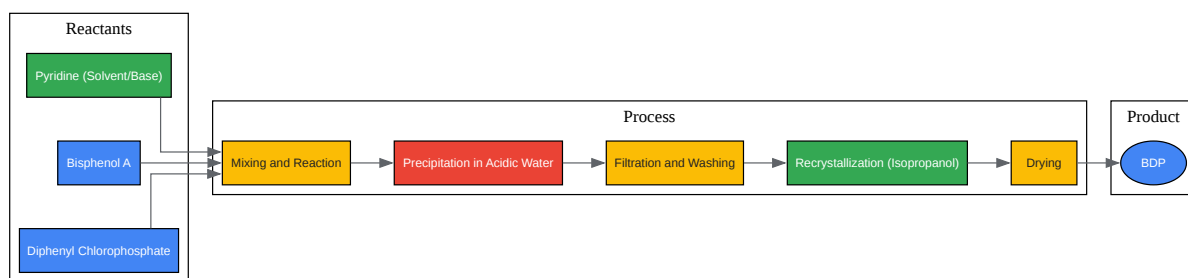 Reactants
Pyridine (Solvent/Base)
Bisphenol A
Diphenyl Chlorophosphate
Process
Mixing and Reaction
Precipitation in Acidic Water
Filtration and Washing
Recrystallization (Isopropanol)
Drying
Product
BDP